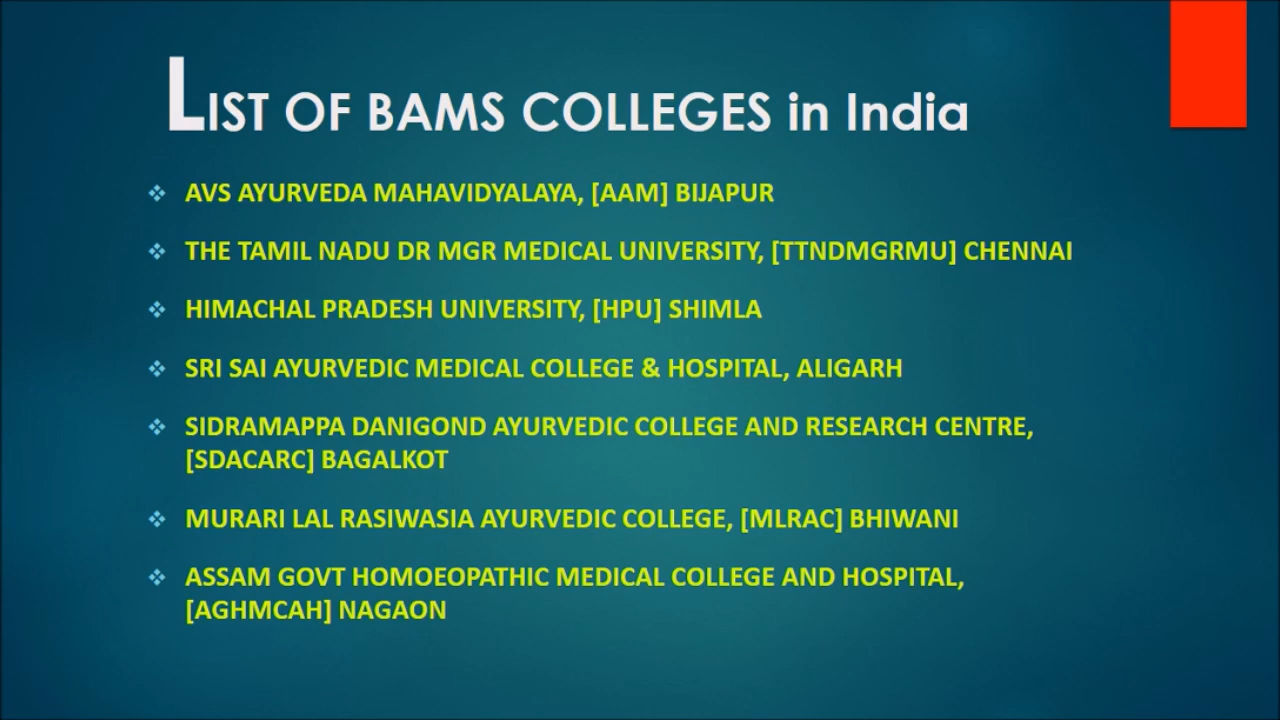 LIST OF BAMS COLLEGES in India
❖ AVS AYURVEDA MAHAVIDYALAYA, [AAM] BIJAPUR
❖ THE TAMIL NADU DR MGR MEDICAL UNIVERSITY, [TTNDMGRMU] CHENNAI
❖ HIMACHAL PRADESH UNIVERSITY, [HPU] SHIMLA
❖ SRI SAI AYURVEDIC MEDICAL COLLEGE & HOSPITAL, ALIGARH
❖ SIDRAMAPPA DANIGOND AYURVEDIC COLLEGE AND RESEARCH CENTRE,
[SDACARC] BAGALKOT
❖ MURARI LAL RASIWASIA AYURVEDIC COLLEGE, [MLRAC] BHIWANI
❖ ASSAM GOVT HOMOEOPATHIC MEDICAL COLLEGE AND HOSPITAL,
[AGHMCAH] NAGAON